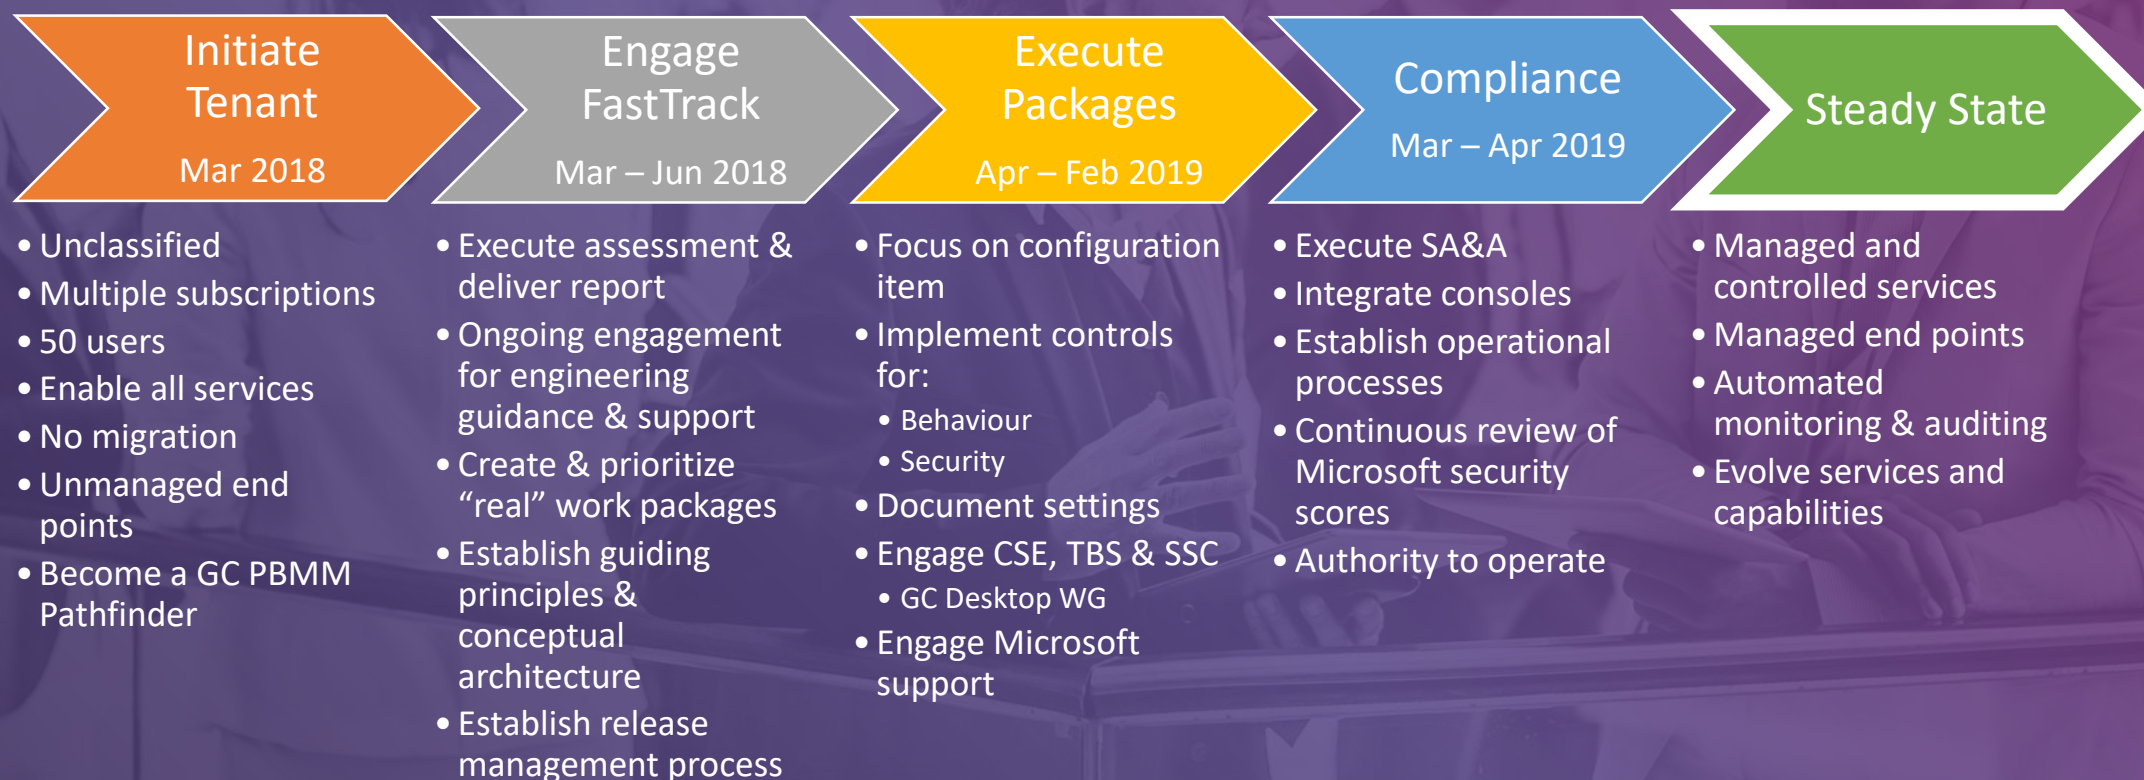 Initiate
Tenant
Mar 2018
• Unclassified
• Multiple subscriptions
• 50 users
• Enable all services
• No migration
• Unmanaged end
points
• Become a GC PBMM
Pathfinder
Engage
FastTrack
Mar – Jun 2018
• Execute assessment &
deliver report
• Ongoing engagement
for engineering
guidance & support
• Create & prioritize
“real” work packages
• Establish guiding
principles &
conceptual
architecture
• Establish release
management process
Execute
Packages
Apr – Feb 2019
• Focus on configuration
item
• Implement controls
for:
• Behaviour
• Security
• Document settings
• Engage CSE, TBS & SSC
• GC Desktop WG
• Engage Microsoft
support
Compliance
Mar – Apr 2019
• Execute SA&A
• Integrate consoles
• Establish operational
processes
• Continuous review of
Microsoft security
scores
• Authority to operate
Steady State
• Managed and
controlled services
• Managed end points
• Automated
monitoring & auditing
• Evolve services and
capabilities